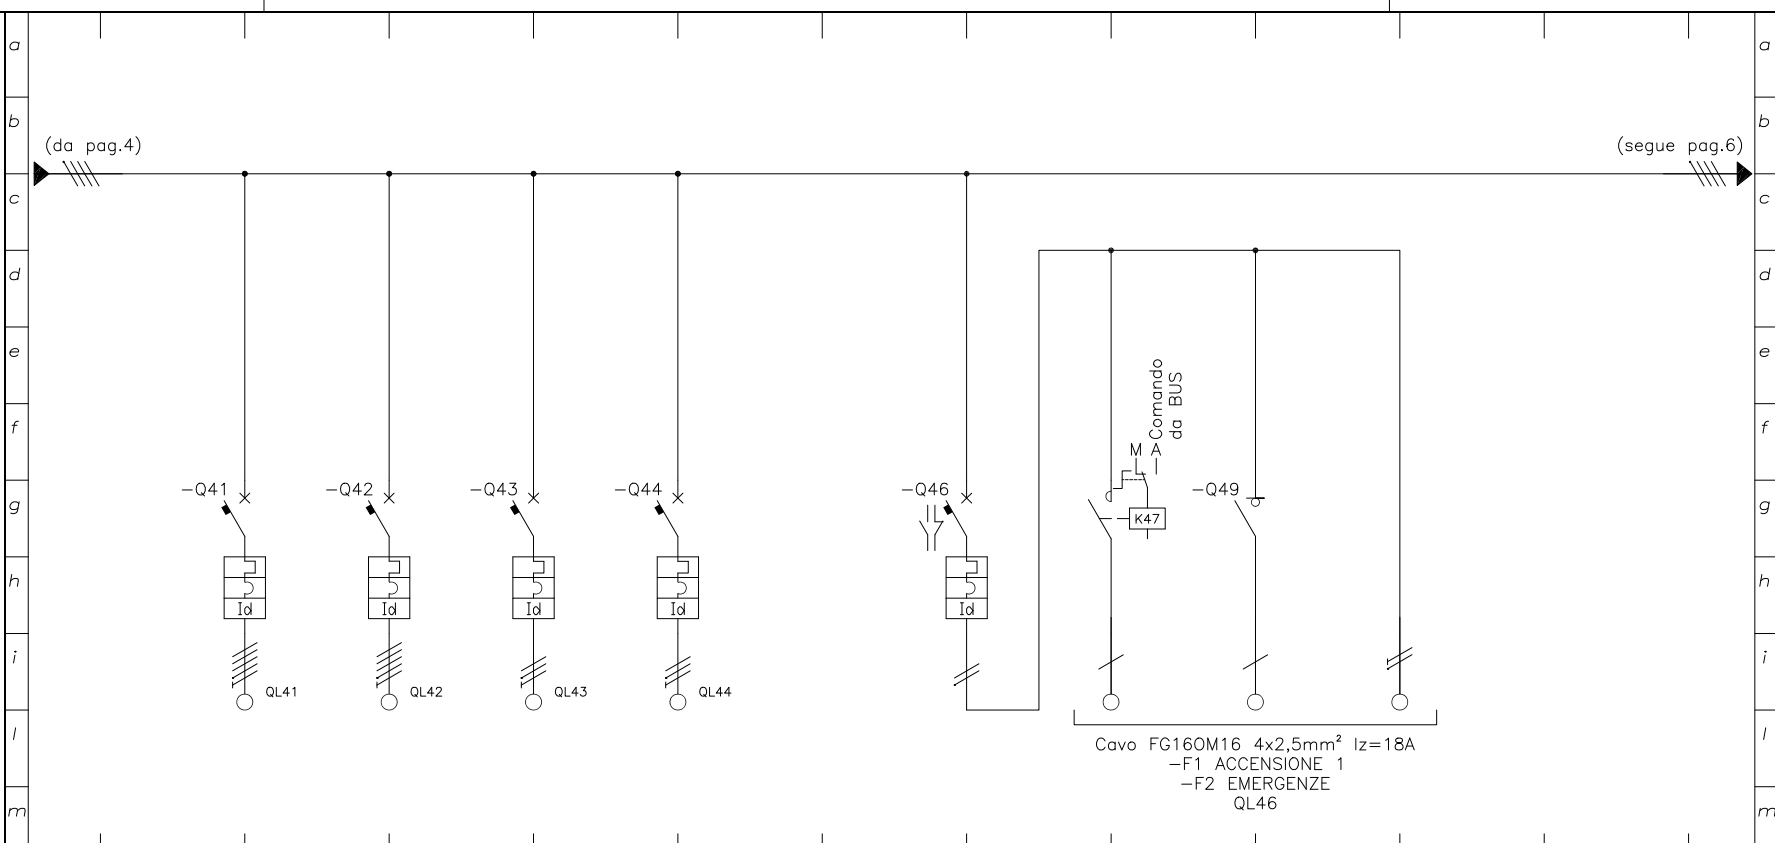 a
a
b
b
(da pag.4)
(segue pag.6)
c
c
d
d
e
e
Comando
da BUS
f
f
M A
-Q41
-Q42
-Q43
-Q44
-Q46
-Q49
g
g
K47
h
h
Id
Id
Id
Id
Id
i
i
QL41
QL42
QL43
QL44
l
l
Cavo FG16OM16 4x2,5mm² Iz=18A
-F1 ACCENSIONE 1
-F2 EMERGENZE
QL46
m
m